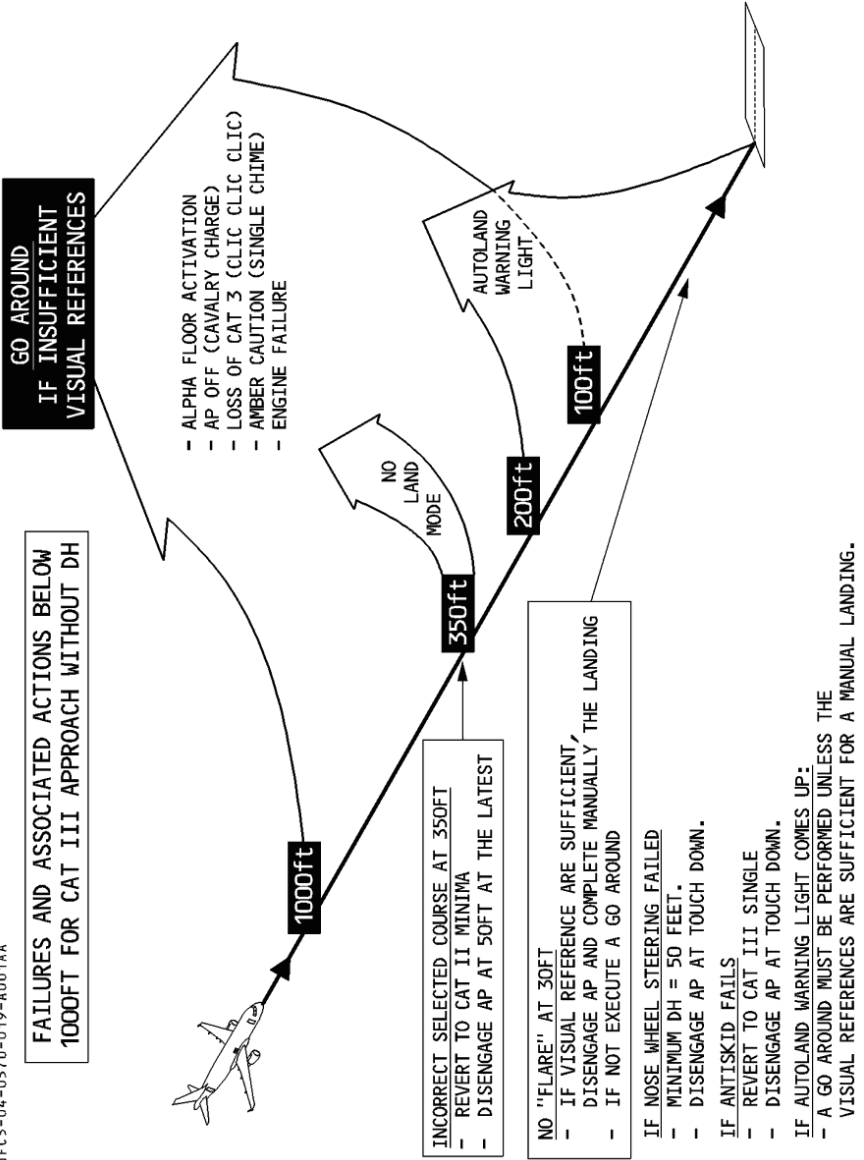 FAILURES AND ASSOCIATED ACTIONS BELOW
1000FT FOR CAT III APPROACH WITHOUT DH
GO AROUND
IF INSUFFICIENT
VISUAL REFERENCES
- ALPHA FLOOR ACTIVATION
- AP OFF (CAVALRY CHARGE)
- LOSS OF CAT 3 (CLIC CLIC CLIC)
- AMBER CAUTION (SINGLE CHIME)
- ENGINE FAILURE
1000ft
NO
LAND
MODE
350ft
AUTOLAND
WARNING
LIGHT
200ft
100ft
INCORRECT SELECTED COURSE AT 350FT
- REVERT TO CAT II MINIMA
- DISENGAGE AP AT 50FT AT THE LATEST
NO "FLARE" AT 30FT
- IF VISUAL REFERENCE ARE SUFFICIENT,
DISENGAGE AP AND COMPLETE MANUALLY THE LANDING
- IF NOT EXECUTE A GO AROUND
IF NOSE WHEEL STEERING FAILED
- MINIMUM DH = 50 FEET.
- DISENGAGE AP AT TOUCH DOWN.
IF ANTISKID FAILS
- REVERT TO CAT III SINGLE
- DISENGAGE AP AT TOUCH DOWN.
IF AUTOLAND WARNING LIGHT COMES UP:
- A GO AROUND MUST BE PERFORMED UNLESS THE
VISUAL REFERENCES ARE SUFFICIENT FOR A MANUAL LANDING.